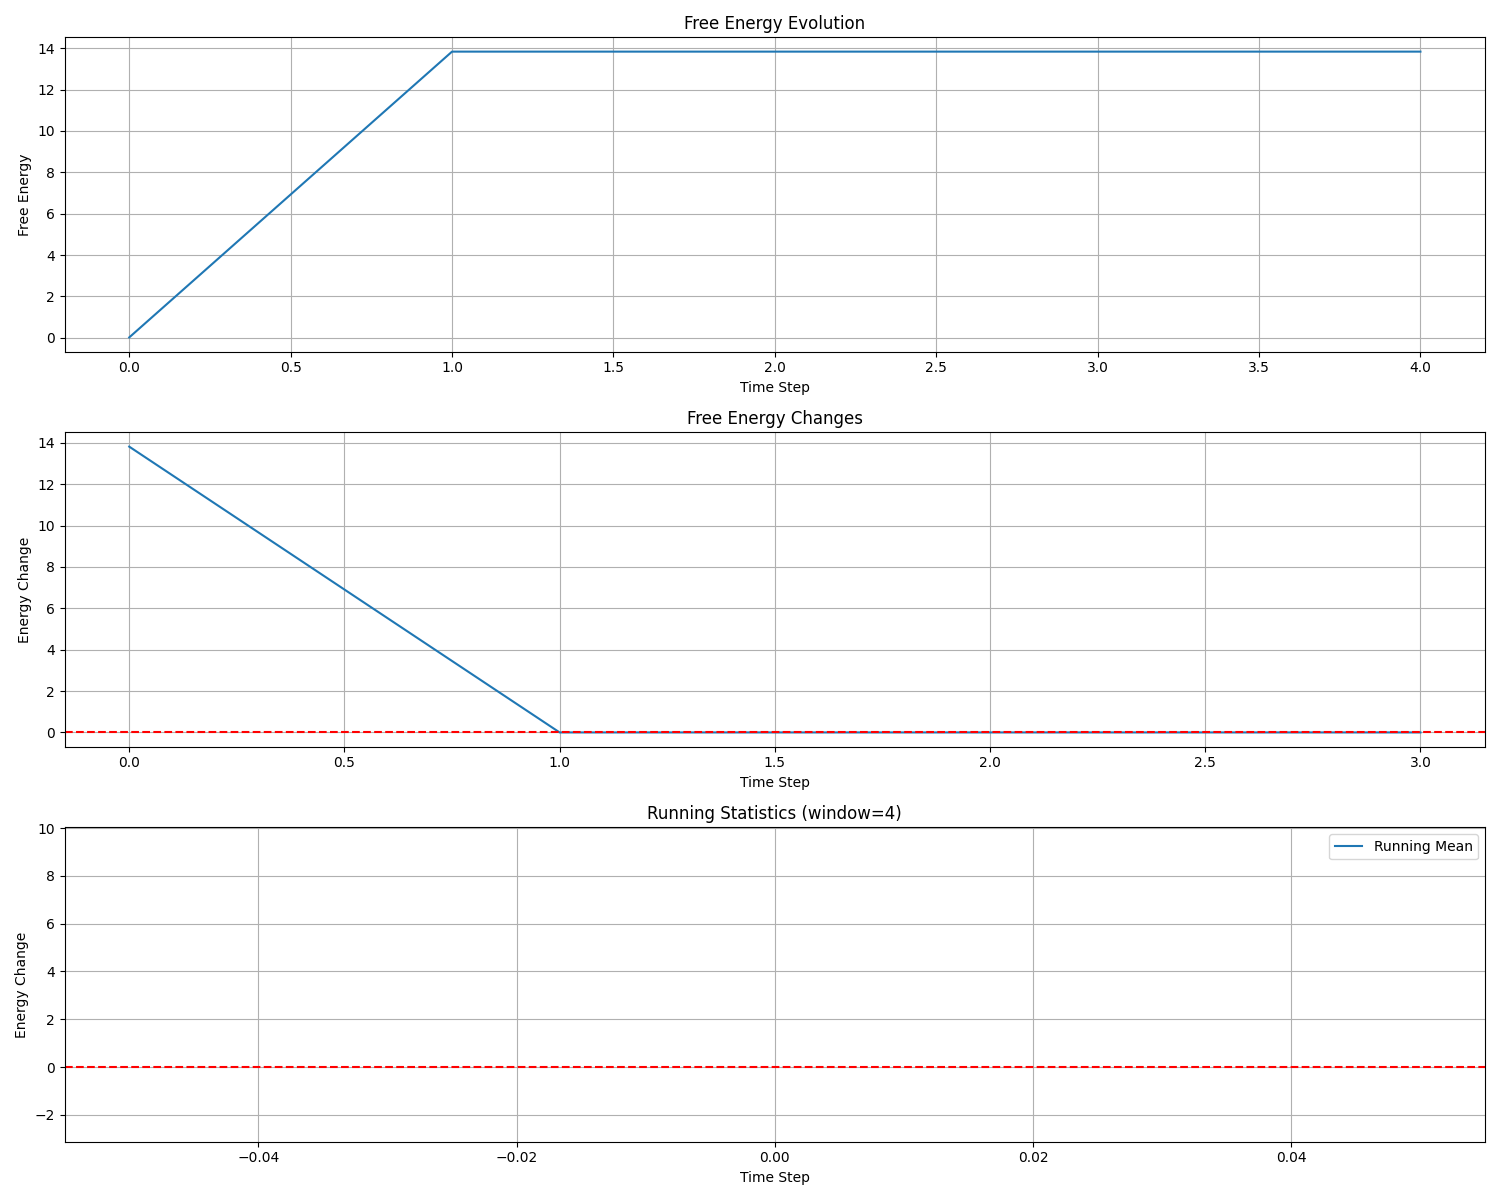 Free Energy Evolution
14
12
10
8
6
4
2
0
Free Energy
0.0 0.5 1.0 1.5 2.0 2.5 3.0 3.5 4.0
Time Step
Free Energy Changes
14
12
10
8
6
4
2
0
Energy Change
0.0 0.5 1.0 1.5 2.0 2.5 3.0
Time Step
Running Statistics (window=4)
10
8
6
4
2
0
−2
Energy Change
Running Mean
−0.04 −0.02 0.00 0.02 0.04
Time Step